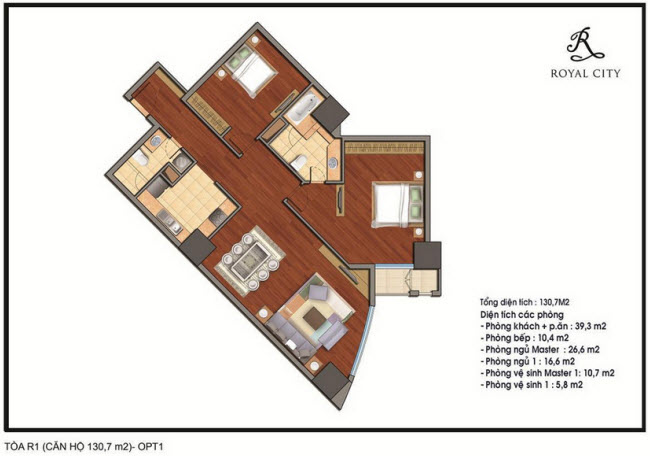 R
ROYAL CITY
Tổng diện tích : 130,7M2
Diện tích các phòng
- Phòng khách + p.ăn : 39,3 m2
- Phòng bếp : 10,4 m2
- Phòng ngủ Master : 26,6 m2
- Phòng ngủ 1 : 16,6 m2
- Phòng vệ sinh Master 1: 10,7 m2
- Phòng vệ sinh 1 : 5,8 m2
TÒA R1 (CĂN HỘ 130,7 m2)- OPT1